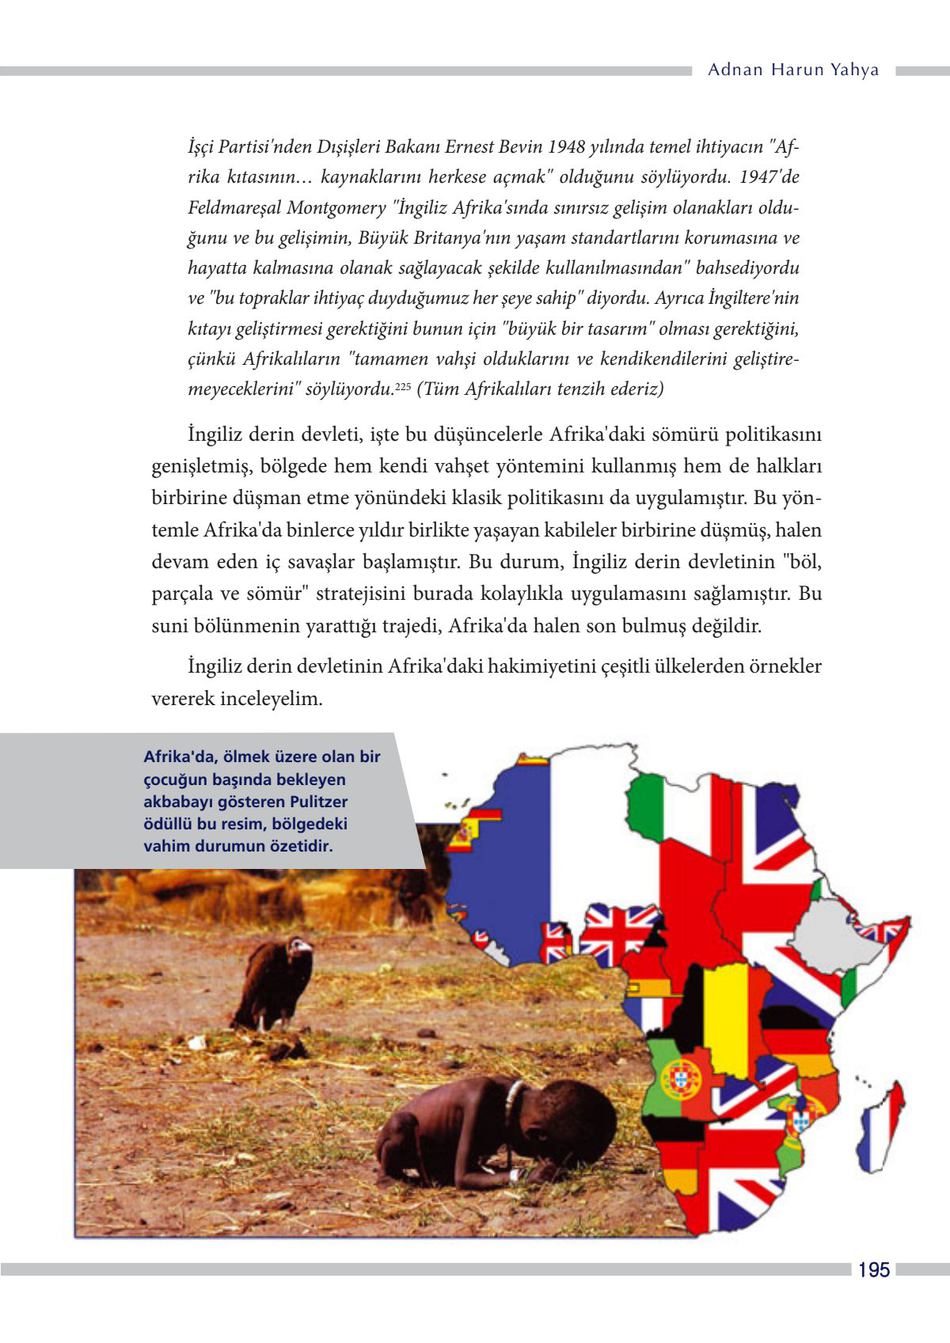 Adnan Harun Yahya
İşçi Partisi'nden Dışişleri Bakanı Ernest Bevin 1948 yılında temel ihtiyacın "Af-
rika kıtasının… kaynaklarını herkese açmak" olduğunu söylüyordu. 1947'de
Feldmareşal Montgomery "İngiliz Afrika'sında sınırsız gelişim olanakları oldu-
ğunu ve bu gelişimin, Büyük Britanya'nın yaşam standartlarını korumasına ve
hayatta kalmasına olanak sağlayacak şekilde kullanılmasından" bahsediyordu
ve "bu topraklar ihtiyaç duyduğumuz her şeye sahip" diyordu. Ayrıca İngiltere'nin
kıtayı geliştirmesi gerektiğini bunun için "büyük bir tasarım" olması gerektiğini,
çünkü Afrikalıların "tamamen vahşi olduklarını ve kendikendilerini geliştire-
meyeceklerini" söylüyordu.225 (Tüm Afrikalıları tenzih ederiz)
İngiliz derin devleti, işte bu düşüncelerle Afrika'daki sömürü politikasını
genişletmiş, bölgede hem kendi vahşet yöntemini kullanmış hem de halkları
birbirine düşman etme yönündeki klasik politikasını da uygulamıştır. Bu yön-
temle Afrika'da binlerce yıldır birlikte yaşayan kabileler birbirine düşmüş, halen
devam eden iç savaşlar başlamıştır. Bu durum, İngiliz derin devletinin "böl,
parçala ve sömür" stratejisini burada kolaylıkla uygulamasını sağlamıştır. Bu
suni bölünmenin yarattığı trajedi, Afrika'da halen son bulmuş değildir.
İngiliz derin devletinin Afrika'daki hakimiyetini çeşitli ülkelerden örnekler
vererek inceleyelim.
Afrika'da, ölmek üzere olan bir
çocuğun başında bekleyen
akbabayı gösteren Pulitzer
ödüllü bu resim, bölgedeki
vahim durumun özetidir.
195